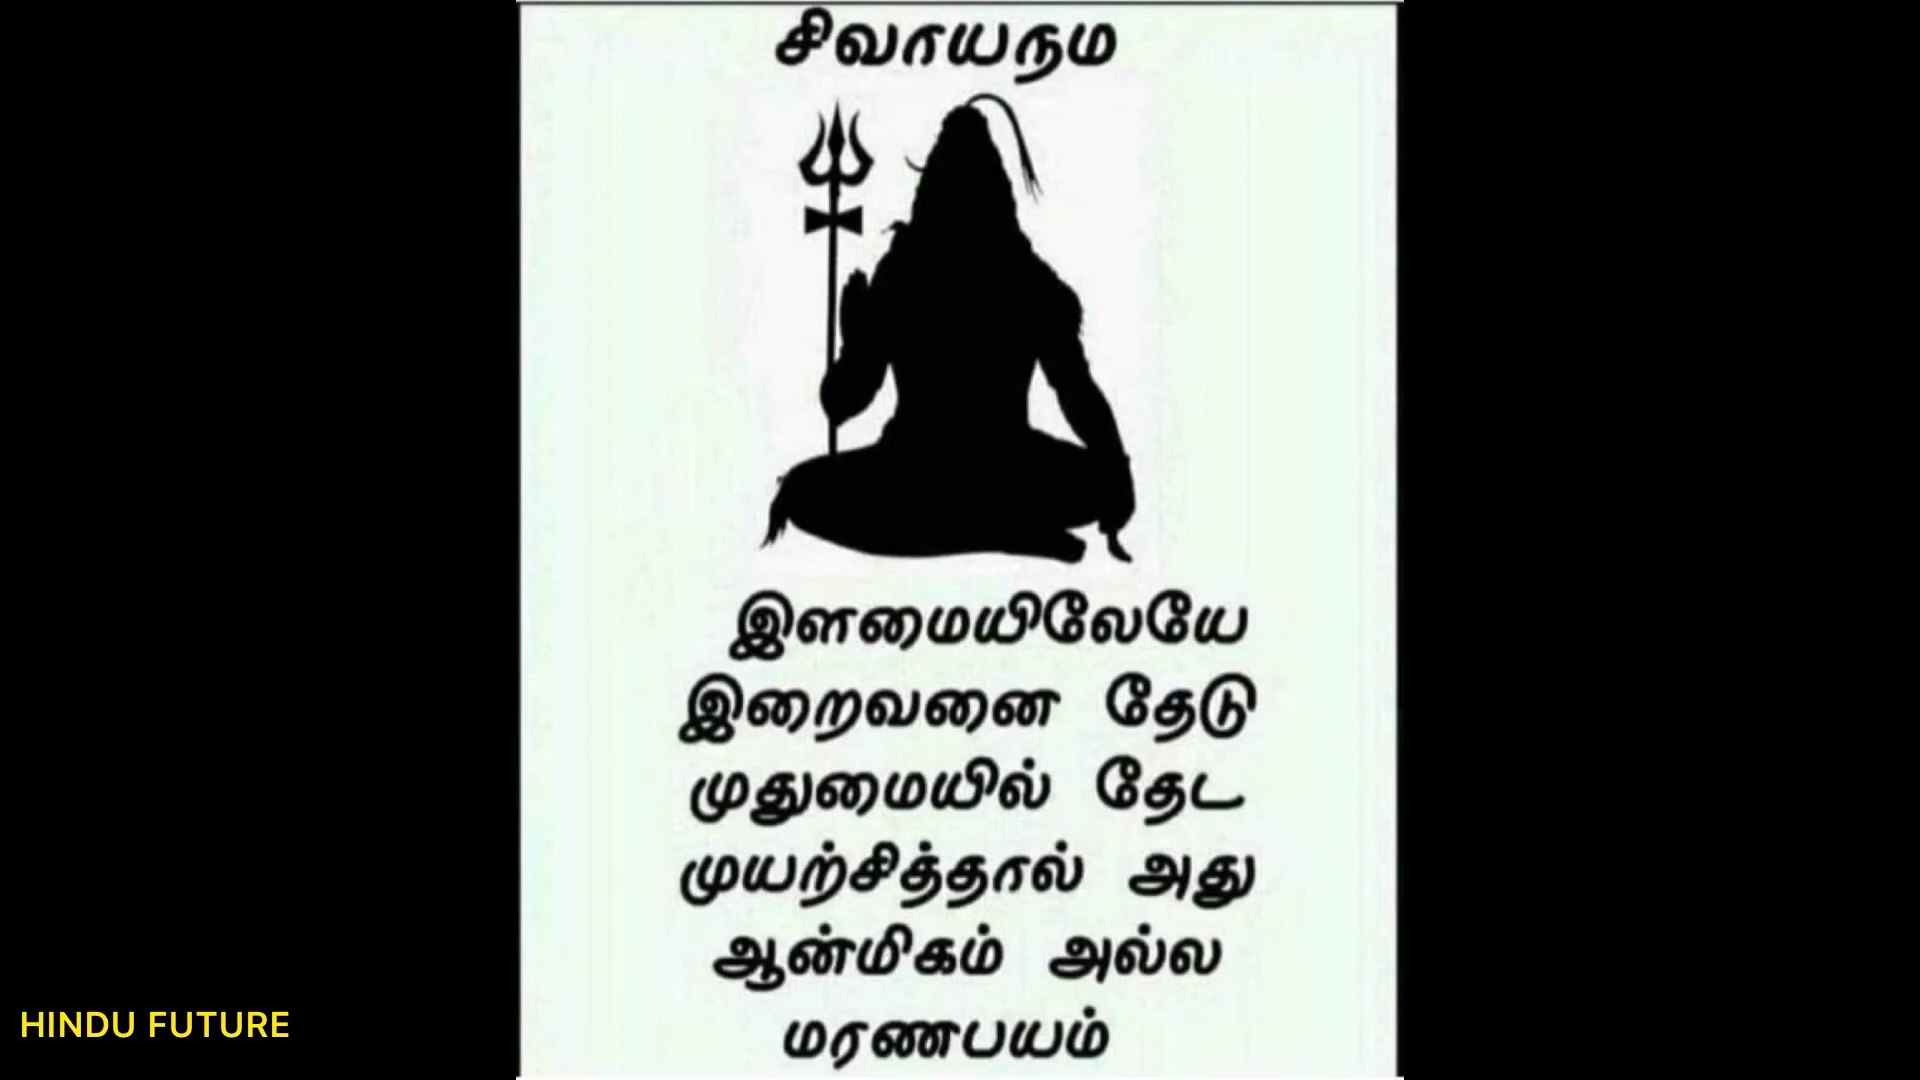 சிவாயநம
இளமையிலேயே
இறைவனை தேடு
முதுமையில் தேட
முயற்சித்தால் அது
ஆன்மிகம் அல்ல
மரணபயம்
HINDU FUTURE